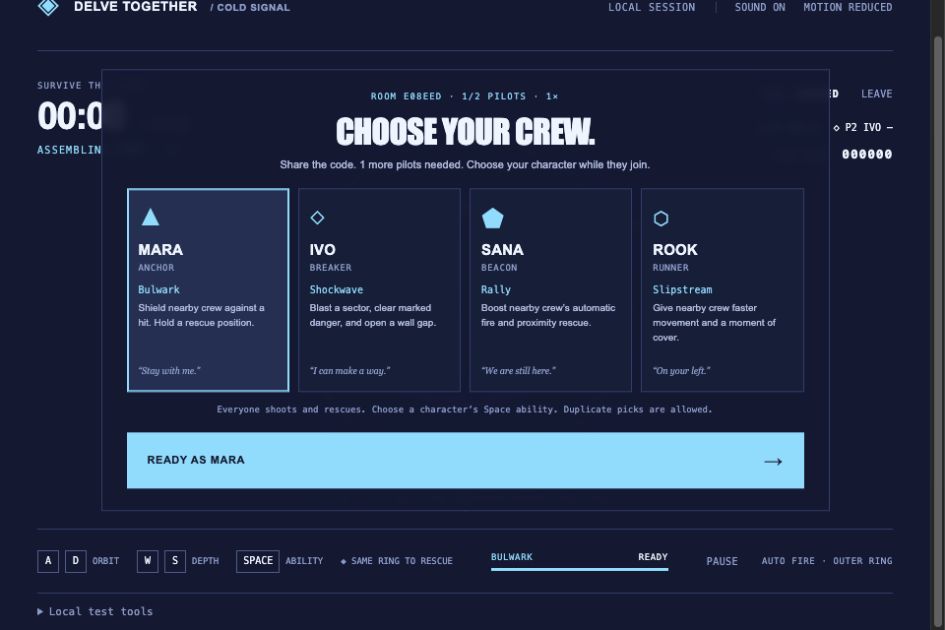 DELVE TOGETHER / COLD SIGNAL
LOCAL SESSION SOUND ON MOTION REDUCED
SURVIVE
LEAVE
ASSEMBLIN
◇ P2 IVO —
000000
ROOM E08EED · 1/2 PILOTS · 1×
CHOOSE YOUR CREW.
Share the code. 1 more pilots needed. Choose your character while they join.
MARA
ANCHOR
Bulwark
Shield nearby crew against a
hit. Hold a rescue position.
“Stay with me.”
IVO
BREAKER
Shockwave
Blast a sector, clear marked
danger, and open a wall gap.
“I can make a way.”
SANA
BEACON
Rally
Boost nearby crew’s automatic
fire and proximity rescue.
“We are still here.”
ROOK
RUNNER
Slipstream
Give nearby crew faster
movement and a moment of
cover.
“On your left.”
Everyone shoots and rescues. Choose a character’s Space ability. Duplicate picks are allowed.
READY AS MARA →
A D ORBIT W S DEPTH SPACE ABILITY ◆ SAME RING TO RESCUE BULWARK READY PAUSE AUTO FIRE · OUTER RING
▶ Local test tools